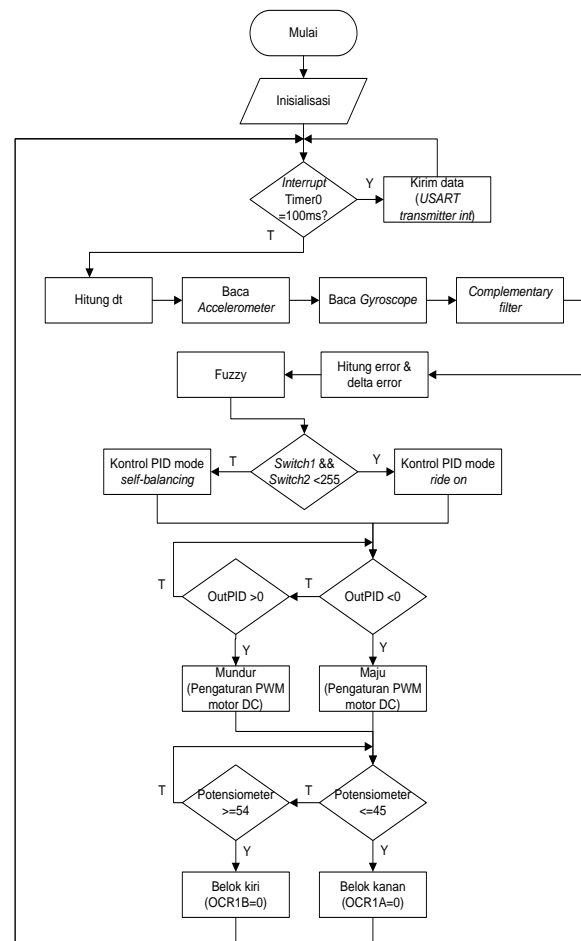 Mulai
Inisialisasi
Interrupt
Timer0
=100ms?
Y
Kirim data
(USART
transmitter int)
T
Hitung dt
Baca
Accelerometer
Baca Gyroscope
Complementary
filter
Fuzzy
Hitung error &
delta error
Kontrol PID mode
self-balancing
T
Switch1 &&
Switch2 <255
Y
Kontrol PID mode
ride on
T
OutPID >0
T
OutPID <0
Y
Y
Mundur
(Pengaturan PWM
motor DC)
Maju
(Pengaturan PWM
motor DC)
T
Potensiometer
>=54
T
Potensiometer
<=45
Y
Y
Belok kiri
(OCR1B=0)
Belok kanan
(OCR1A=0)